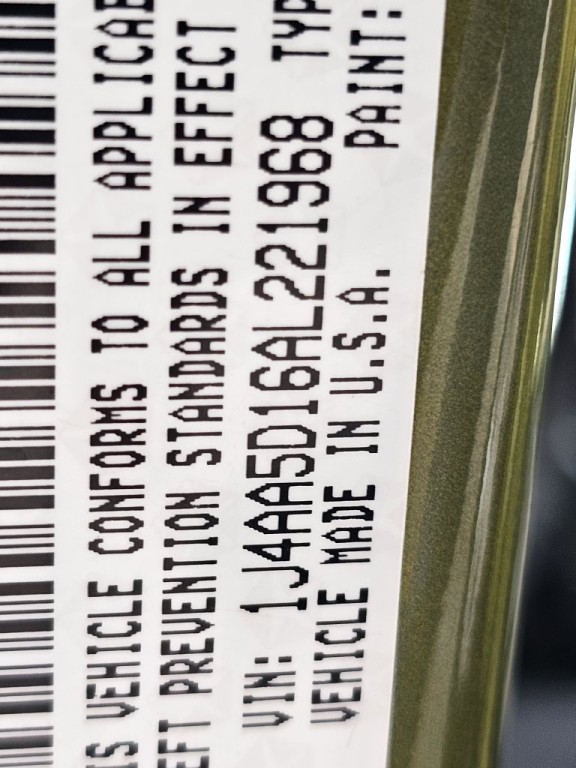 IS VEHICLE CONFORMS TO ALL APPLICAB
EFT PREVENTION STANDARDS IN EFFECT
VIN: 1J4AA5D16AL221968 TYP
VEHICLE MADE IN U.S.A. PAINT: